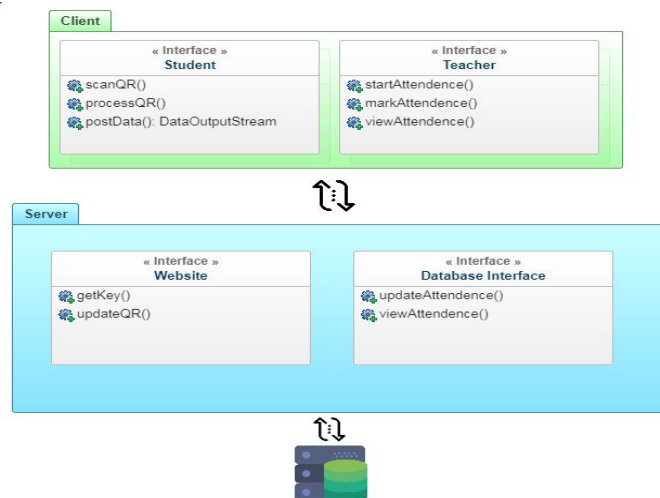 Client
« Interface »
Student
scanQR()
processQR()
postData(): DataOutputStream
« Interface »
Teacher
startAttendence()
markAttendence()
viewAttendence()
Server
« Interface »
Website
getKey()
updateQR()
« Interface »
Database Interface
updateAttendence()
viewAttendence()